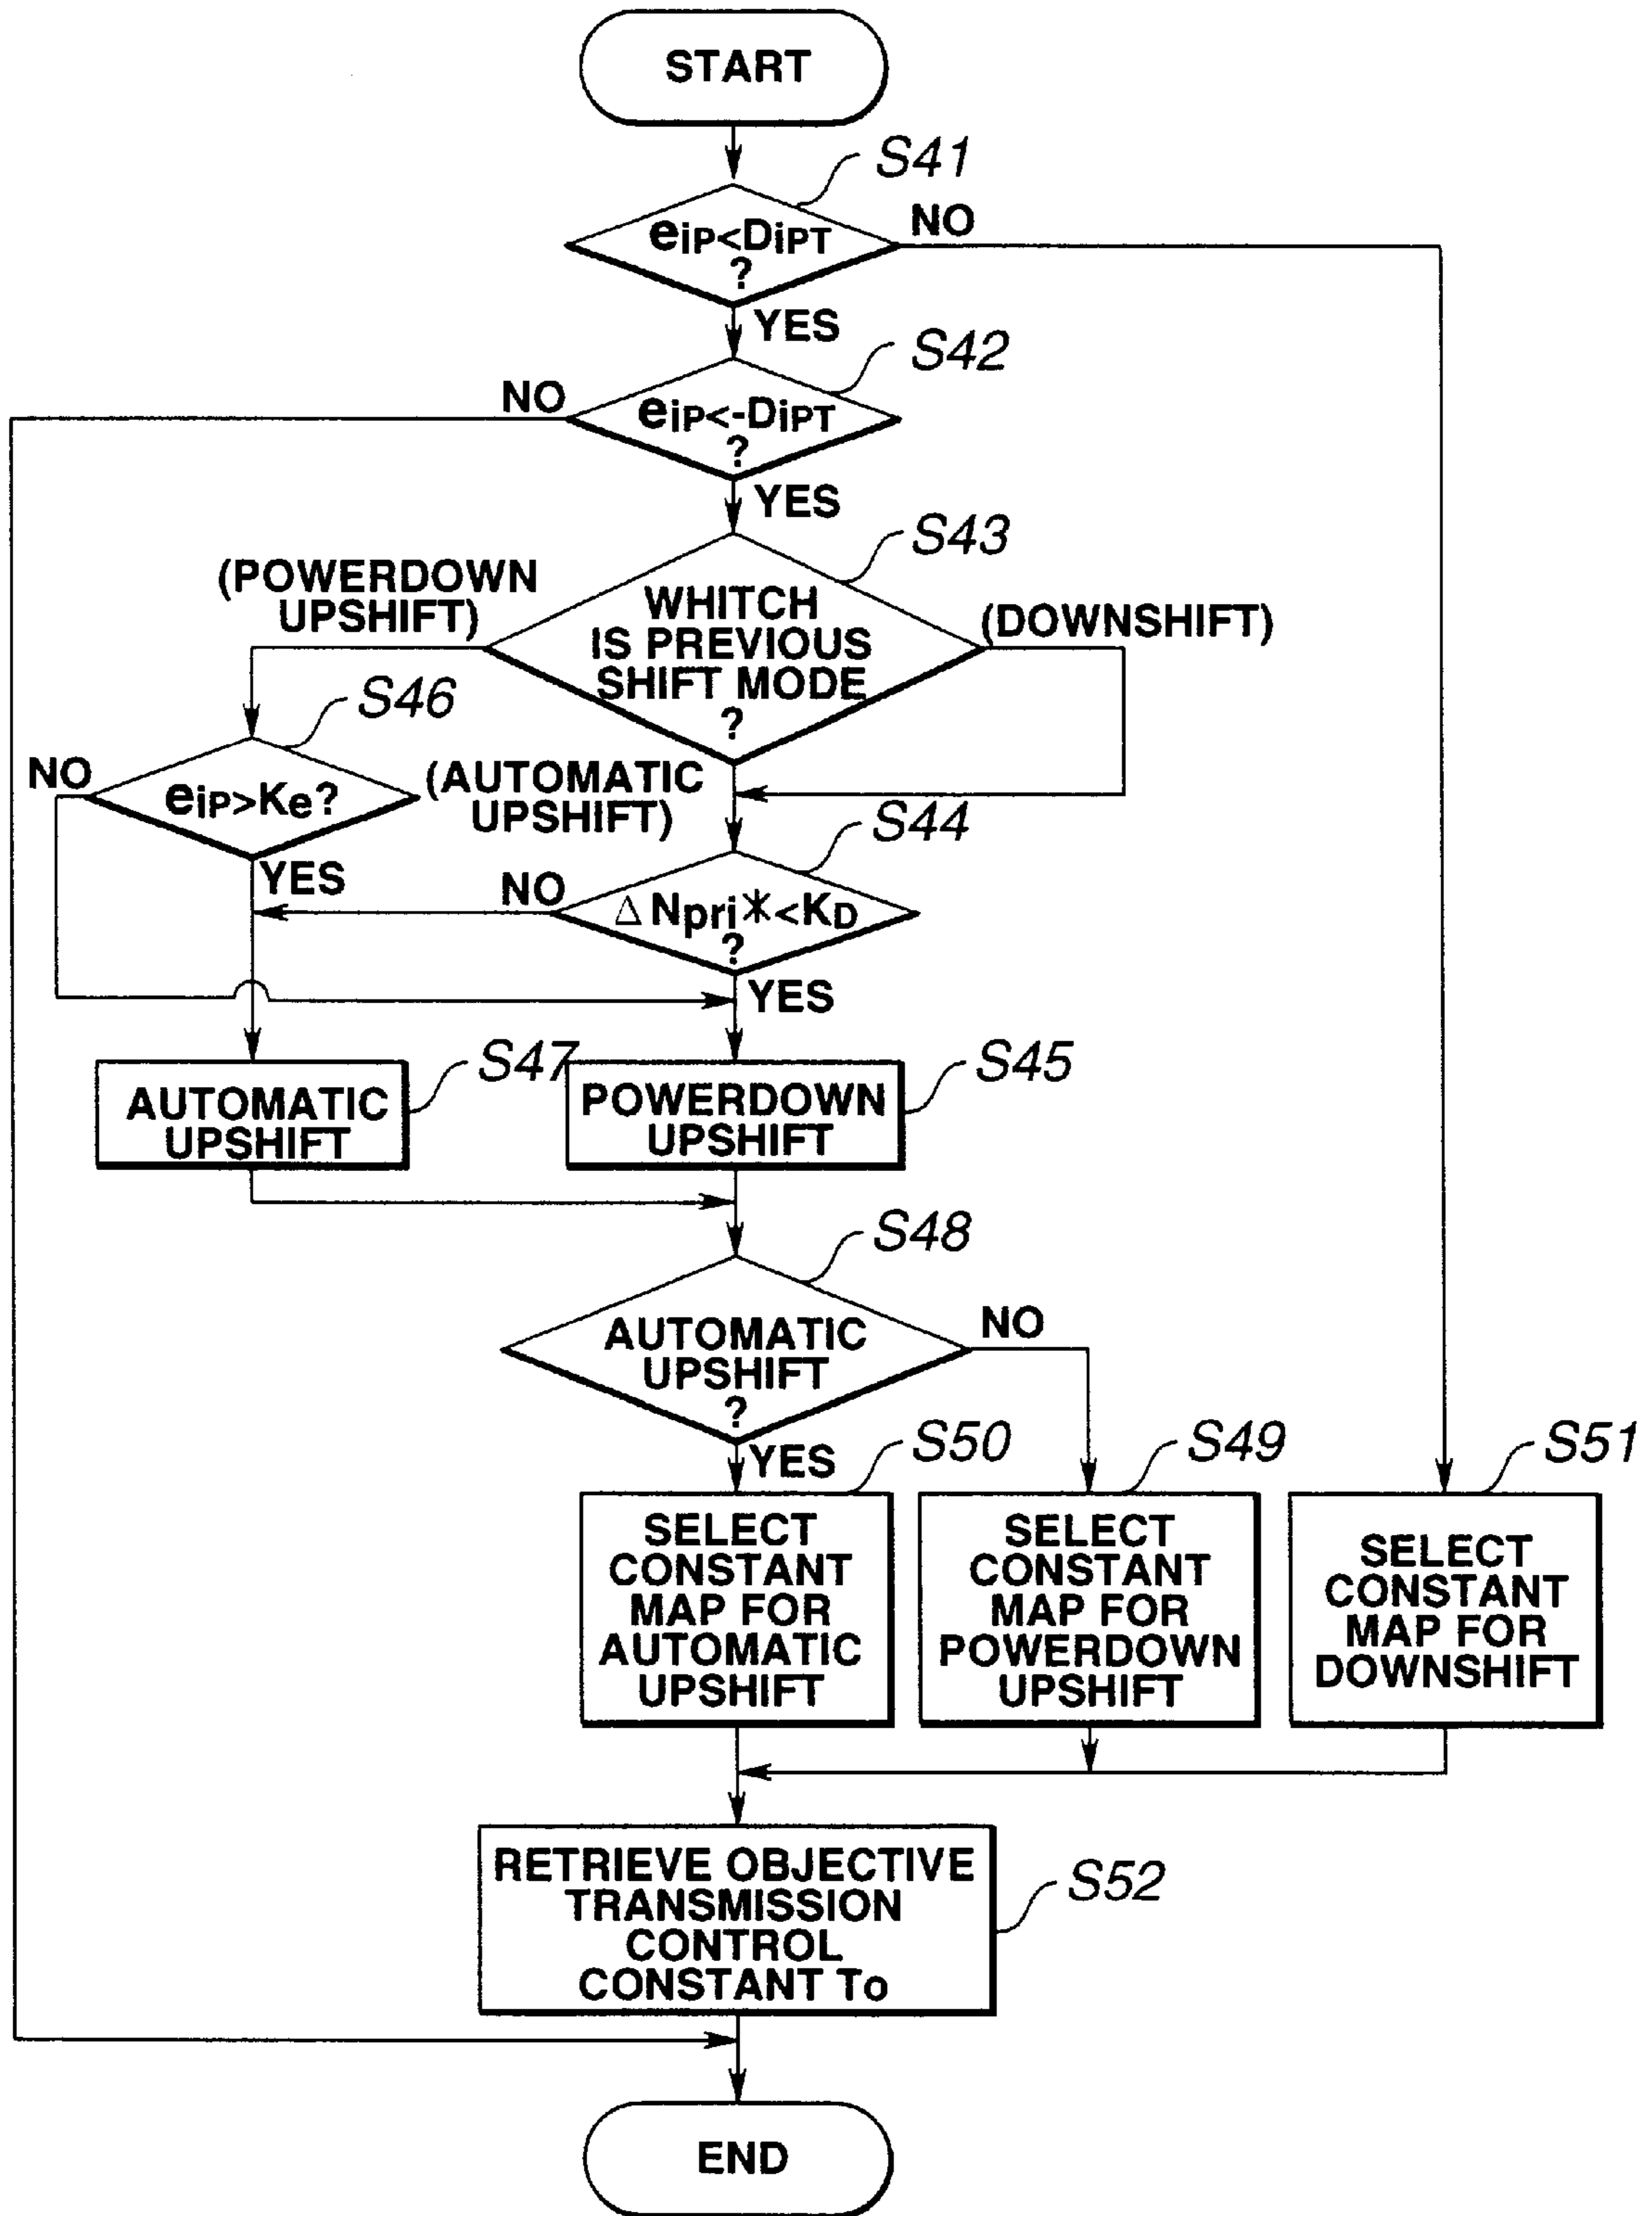 START
S41
eiP<DiPT
?
NO
YES
S42
NO
eiP<-DiPT
?
YES
S43
(POWERDOWN
UPSHIFT)
WHITCH
IS PREVIOUS
SHIFT MODE
?
(DOWNSHIFT)
S46
NO
eiP>Ke?
YES
(AUTOMATIC
UPSHIFT)
S44
NO
Δ Npri*<KD
?
YES
S47
AUTOMATIC
UPSHIFT
S45
POWERDOWN
UPSHIFT
S48
AUTOMATIC
UPSHIFT
?
NO
YES
S50
SELECT
CONSTANT
MAP FOR
AUTOMATIC
UPSHIFT
S49
SELECT
CONSTANT
MAP FOR
POWERDOWN
UPSHIFT
S51
SELECT
CONSTANT
MAP FOR
DOWNSHIFT
RETRIEVE OBJECTIVE
TRANSMISSION
CONTROL
CONSTANT To
S52
END